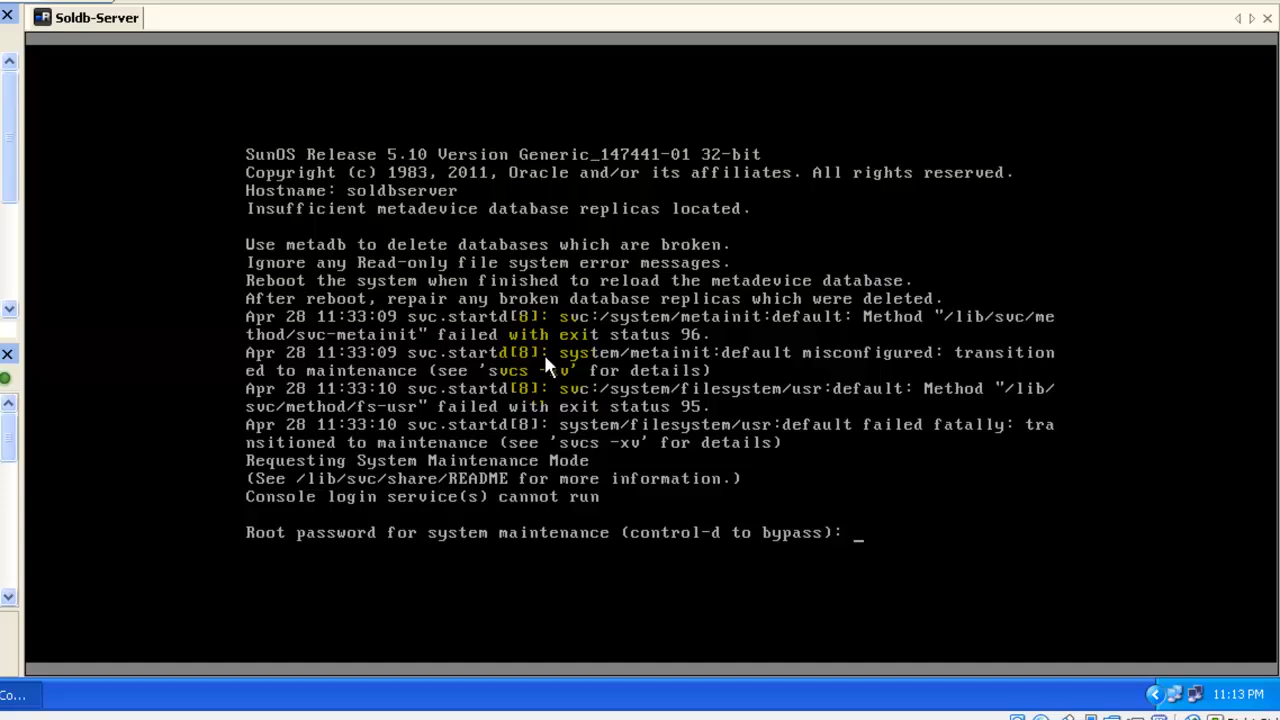 Soldb-Server
SunOS Release 5.10 Version Generic_147441-01 32-bit
Copyright (c) 1983, 2011, Oracle and/or its affiliates. All rights reserved.
Hostname: soldbserver
Insufficient metadevice database replicas located.
Use metadb to delete databases which are broken.
Ignore any Read-only file system error messages.
Reboot the system when finished to reload the metadevice database.
After reboot, repair any broken database replicas which were deleted.
Apr 28 11:33:09 svc.startd[8]: svc:/system/metainit:default: Method "/lib/svc/me
thod/svc-metainit" failed with exit status 96.
Apr 28 11:33:09 svc.startd[8]: system/metainit:default misconfigured: transition
ed to maintenance (see 'svcs -xv' for details)
Apr 28 11:33:10 svc.startd[8]: svc:/system/filesystem/usr:default: Method "/lib/
svc/method/fs-usr" failed with exit status 95.
Apr 28 11:33:10 svc.startd[8]: system/filesystem/usr:default failed fatally: tra
nsitioned to maintenance (see 'svcs -xv' for details)
Requesting System Maintenance Mode
(See /lib/svc/share/README for more information.)
Console login service(s) cannot run
Root password for system maintenance (control-d to bypass): _
Co...
11:13 PM